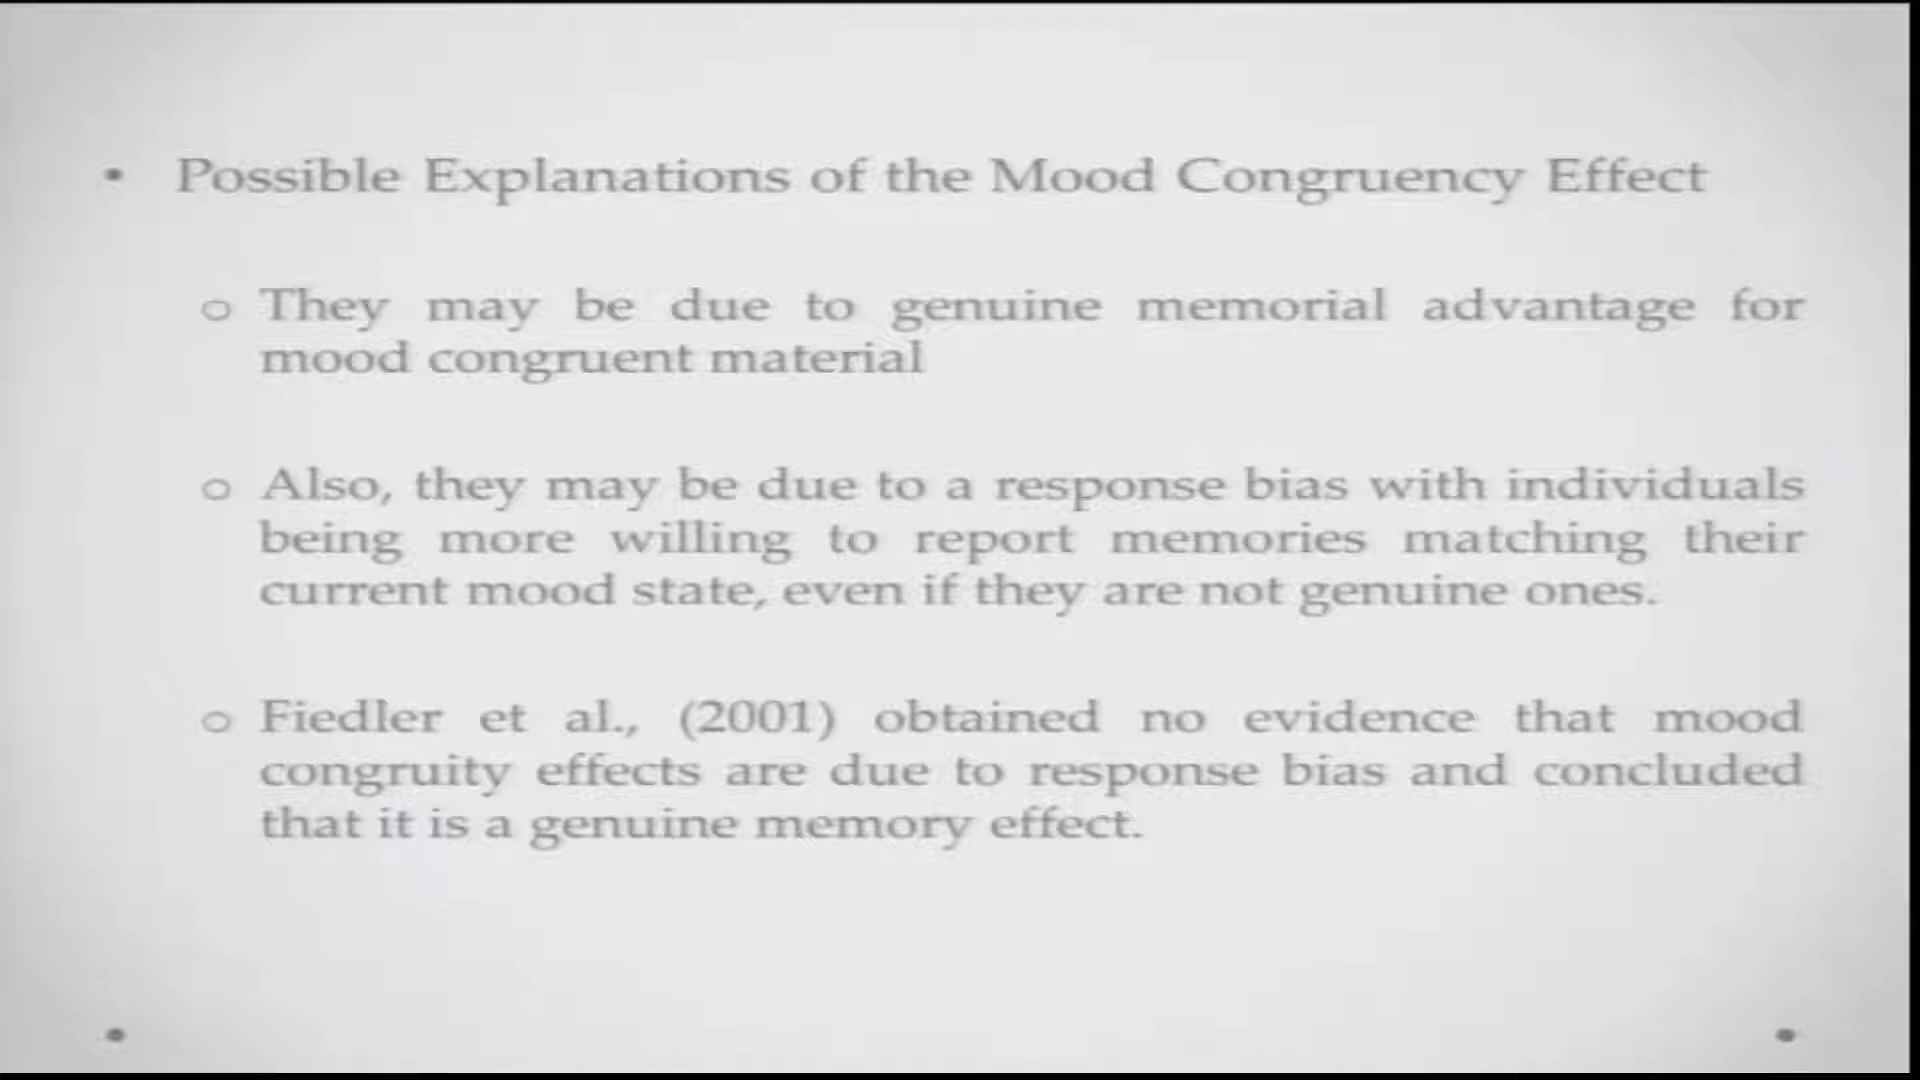 • Possible Explanations of the Mood Congruency Effect
o They may be due to genuine memorial advantage for
mood congruent material
o Also, they may be due to a response bias with individuals
being more willing to report memories matching their
current mood state, even if they are not genuine ones.
o Fiedler et al., (2001) obtained no evidence that mood
congruity effects are due to response bias and concluded
that it is a genuine memory effect.